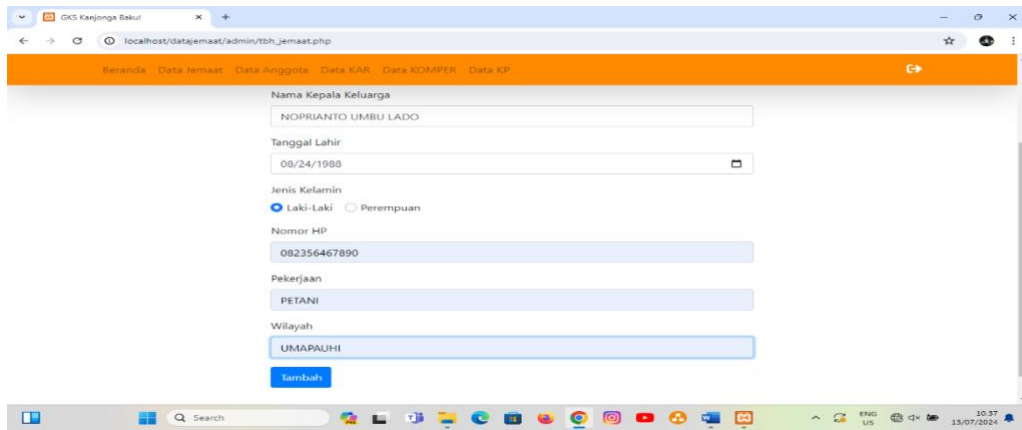 GKS Kanjonga Bakul
localhost/datajemaat/admin/tbh_jemaat.php
Beranda Data Jemaat Data Anggota Data KAR Data KOMPER Data KP
Nama Kepala Keluarga
NOPRIANTO UMBU LADO
Tanggal Lahir
08/24/1988
Jenis Kelamin
Laki-Laki Perempuan
Nomor HP
082356467890
Pekerjaan
PETANI
Wilayah
UMAPAUHI
Tambah
Search
ENG
US
10.37
13/07/2024